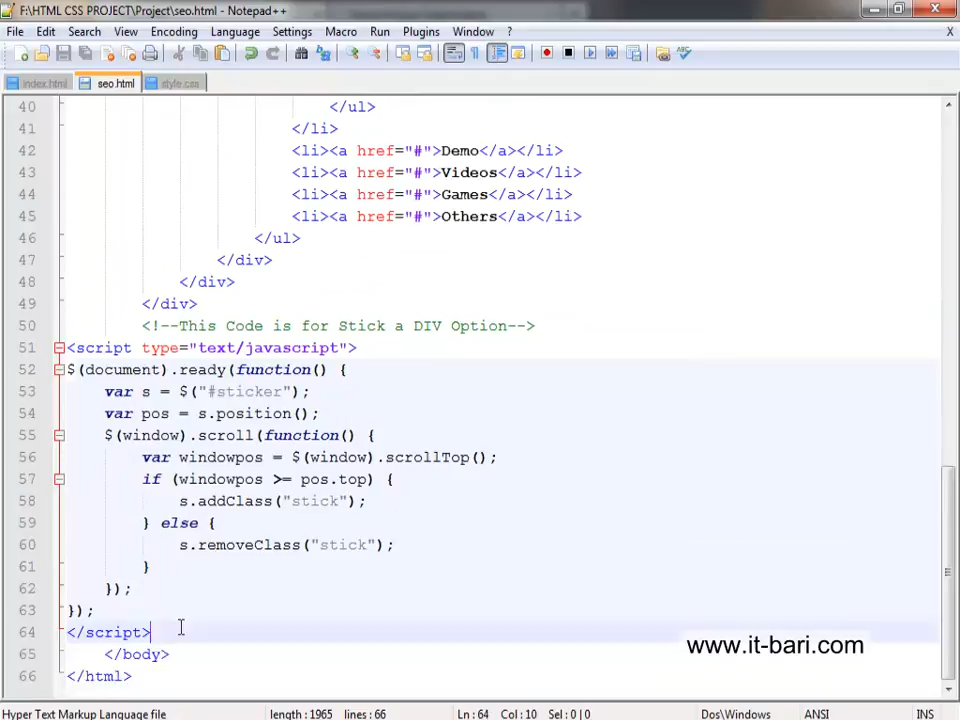 F:\HTML CSS PROJECT\Project\seo.html - Notepad++
File Edit Search View Encoding Language Settings Macro Run Plugins Window ? X
index.html seo.html style.css
40 </ul>
41 </li>
42 <li><a href="#">Demo</a></li>
43 <li><a href="#">Videos</a></li>
44 <li><a href="#">Games</a></li>
45 <li><a href="#">Others</a></li>
46 </ul>
47 </div>
48 </div>
49 </div>
50 <!--This Code is for Stick a DIV Option-->
51 <script type="text/javascript">
52 $(document).ready(function() {
53 var s = $("#sticker");
54 var pos = s.position();
55 $(window).scroll(function() {
56 var windowpos = $(window).scrollTop();
57 if (windowpos >= pos.top) {
58 s.addClass("stick");
59 } else {
60 s.removeClass("stick");
61 }
62 });
63 });
64 </script>
65 </body>
66 </html>
www.it-bari.com
Hyper Text Markup Language file length : 1965 lines : 66 Ln : 64 Col : 10 Sel : 0 | 0 Dos\Windows ANSI INS